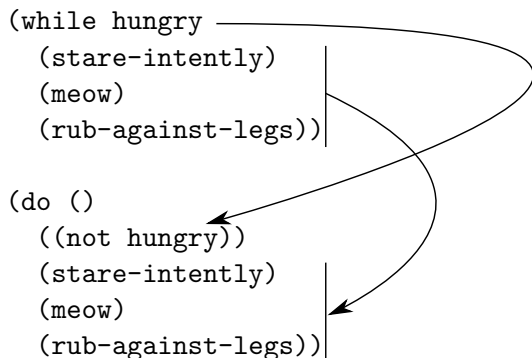 (while hungry
(stare-intently)
(meow)
(rub-against-legs))
(do ()
((not hungry))
(stare-intently)
(meow)
(rub-against-legs))